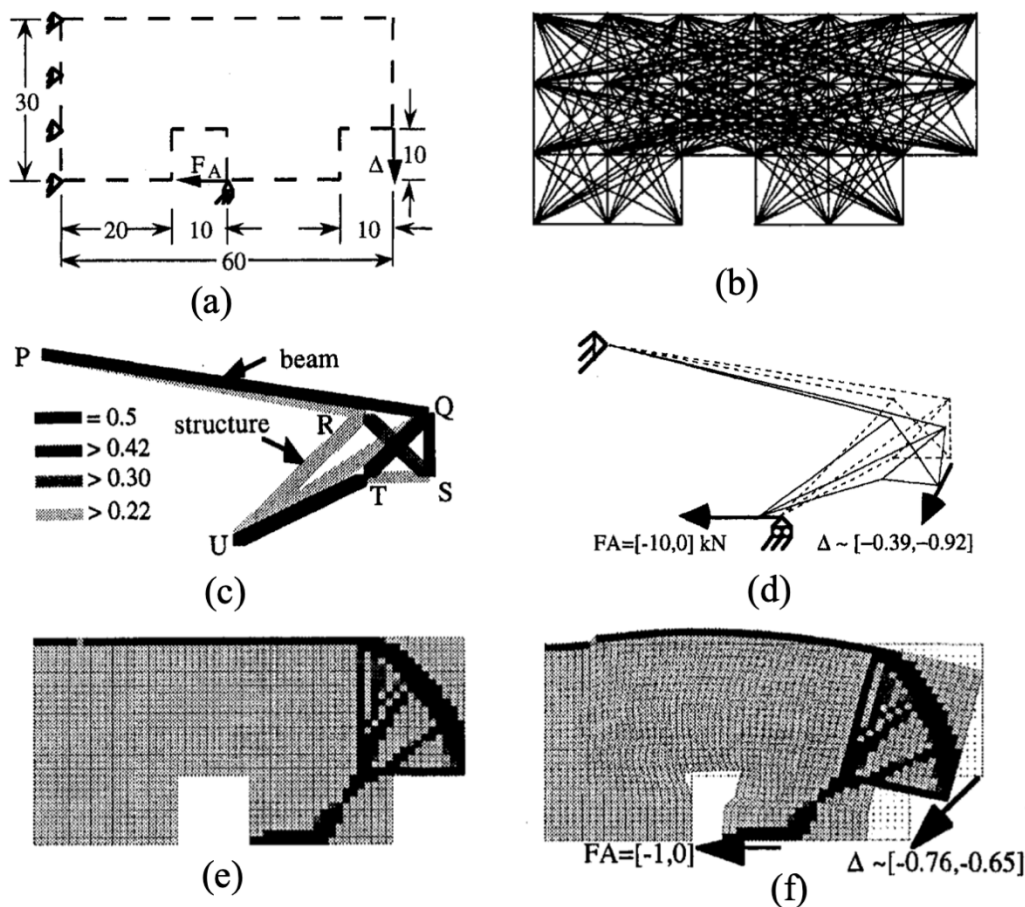 30
F_A
Δ
10
20
10
10
60
(a)
(b)
P
beam
Q
R
structure
= 0.5
> 0.42
> 0.30
> 0.22
T
S
U
(c)
FA=[-10,0] kN
Δ ~ [-0.39,-0.92]
(d)
(e)
FA=[-1,0]
Δ ~[-0.76,-0.65]
(f)